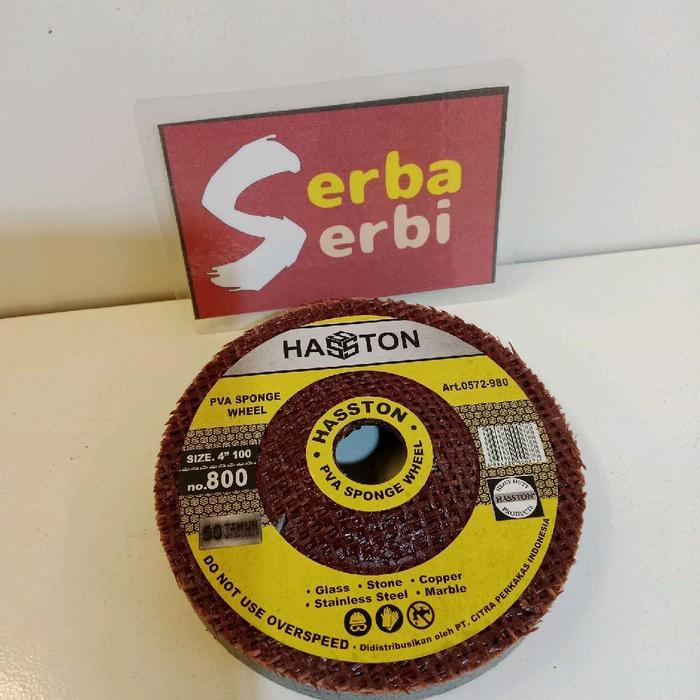 Serba
Serbi
HASSTON
PVA SPONGE
WHEEL
Art.0572-980
HASSTON
PVA SPONGE WHEEL
SIZE. 4" 100
no.800
50 TAHUN
HEAVY DUTY
HASSTON
PRODUCTS
• Glass • Stone • Copper
• Stainless Steel • Marble
DO NOT USE OVERSPEED • Didistribusikan oleh PT. CITRA PERKAKAS INDONESIA